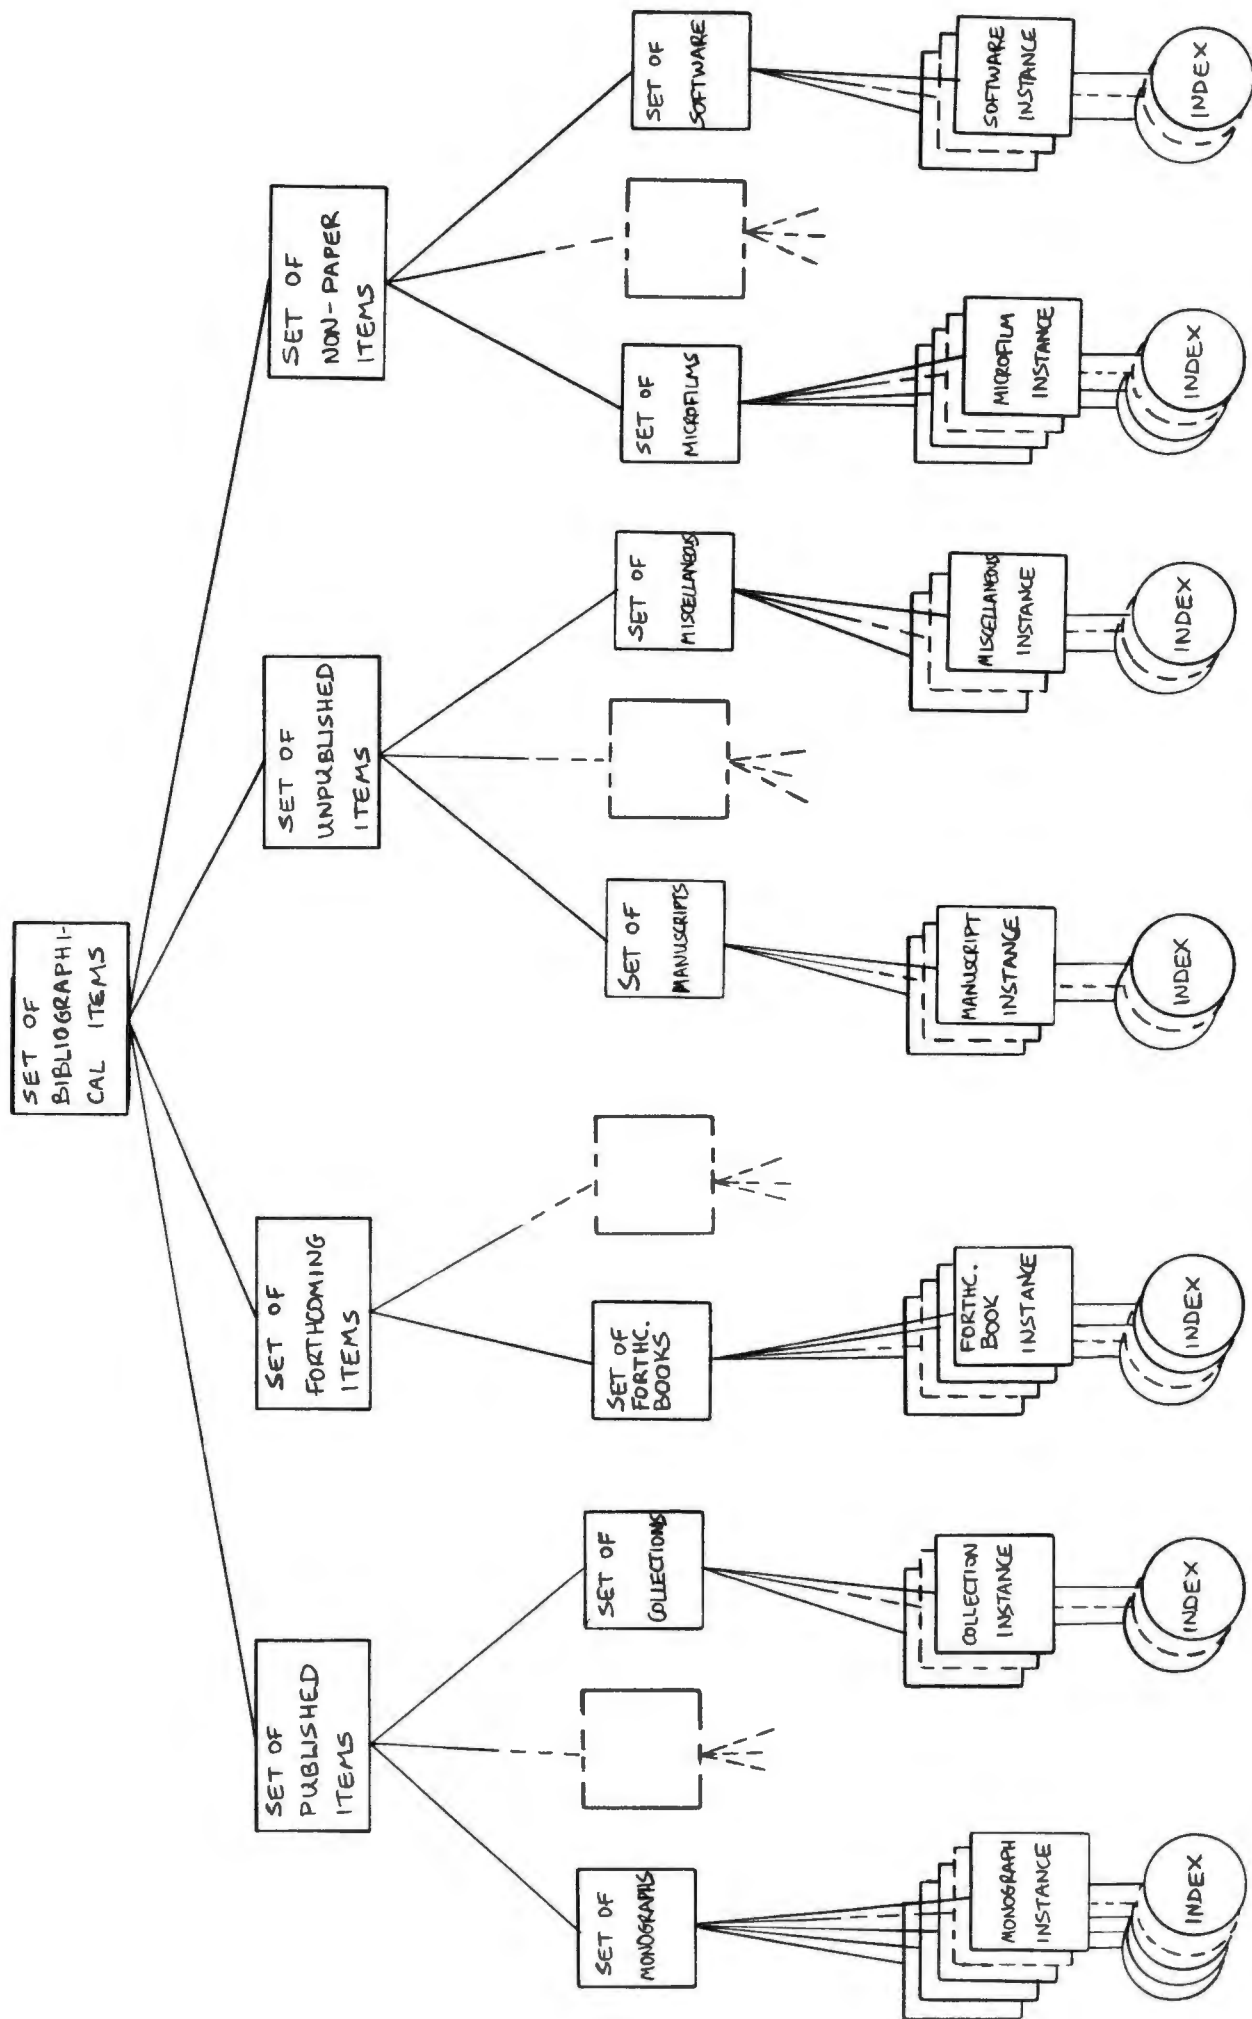 SET OF
BIBLIOGRAPHI-
CAL ITEMS
SET OF
PUBLISHED
ITEMS
SET OF
FORTHCOMING
ITEMS
SET OF
UNPUBLISHED
ITEMS
SET OF
NON-PAPER
ITEMS
SET OF
MONOGRAPHS
SET OF
COLLECTIONS
SET OF
FORTHC.
BOOKS
SET OF
MANUSCRIPTS
SET OF
MISCELLANEOUS
SET OF
MICROFILMS
SET OF
SOFTWARE
MONOGRAPH
INSTANCE
COLLECTION
INSTANCE
FORTHC.
BOOK
INSTANCE
MANUSCRIPT
INSTANCE
MISCELLANEOUS
INSTANCE
MICROFILM
INSTANCE
SOFTWARE
INSTANCE
INDEX
INDEX
INDEX
INDEX
INDEX
INDEX
INDEX